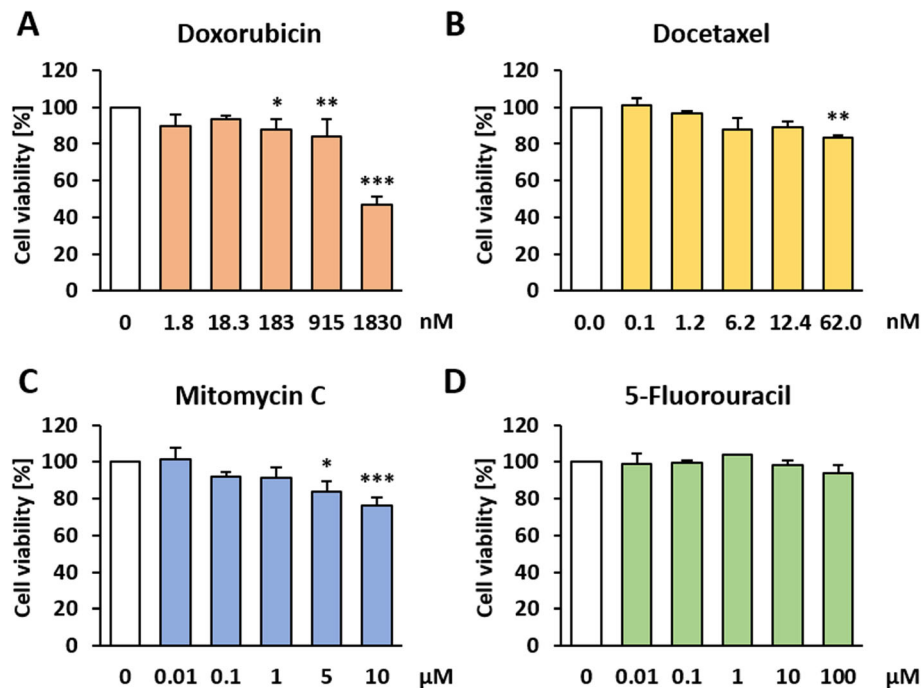 A
Doxorubicin
Cell viability [%]
120
100
80
60
40
20
0
* ** ***
0 1.8 18.3 183 915 1830 nM
B
Docetaxel
Cell viability [%]
120
100
80
60
40
20
0
**
0.0 0.1 1.2 6.2 12.4 62.0 nM
C
Mitomycin C
Cell viability [%]
120
100
80
60
40
20
0
* ***
0 0.01 0.1 1 5 10 µM
D
5-Fluorouracil
Cell viability [%]
120
100
80
60
40
20
0
0 0.01 0.1 1 10 100 µM